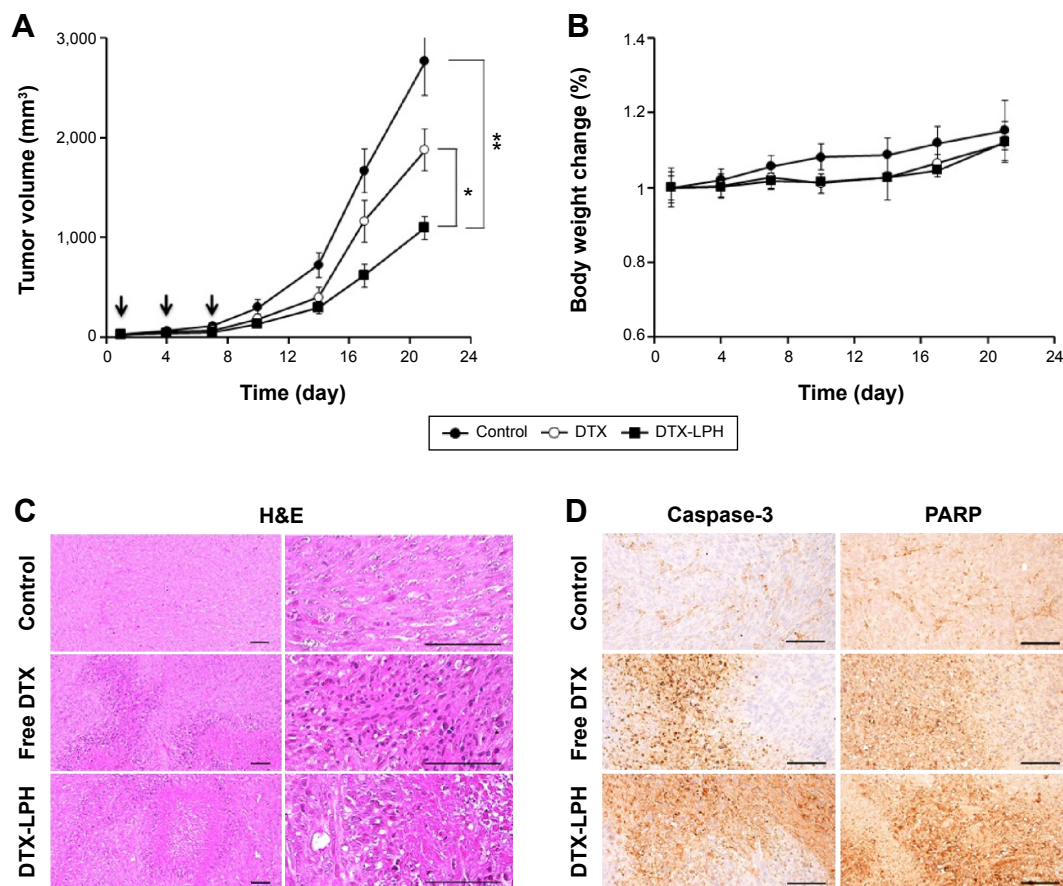 A
B
3,000
2,000
1,000
0
Tumor volume (mm³)
**
*
0 4 8 12 16 20 24
Time (day)
1.4
1.2
1
0.8
0.6
Body weight change (%)
0 4 8 12 16 20 24
Time (day)
Control DTX DTX-LPH
C
H&E
Control
Free DTX
DTX-LPH
D
Caspase-3 PARP
Control
Free DTX
DTX-LPH